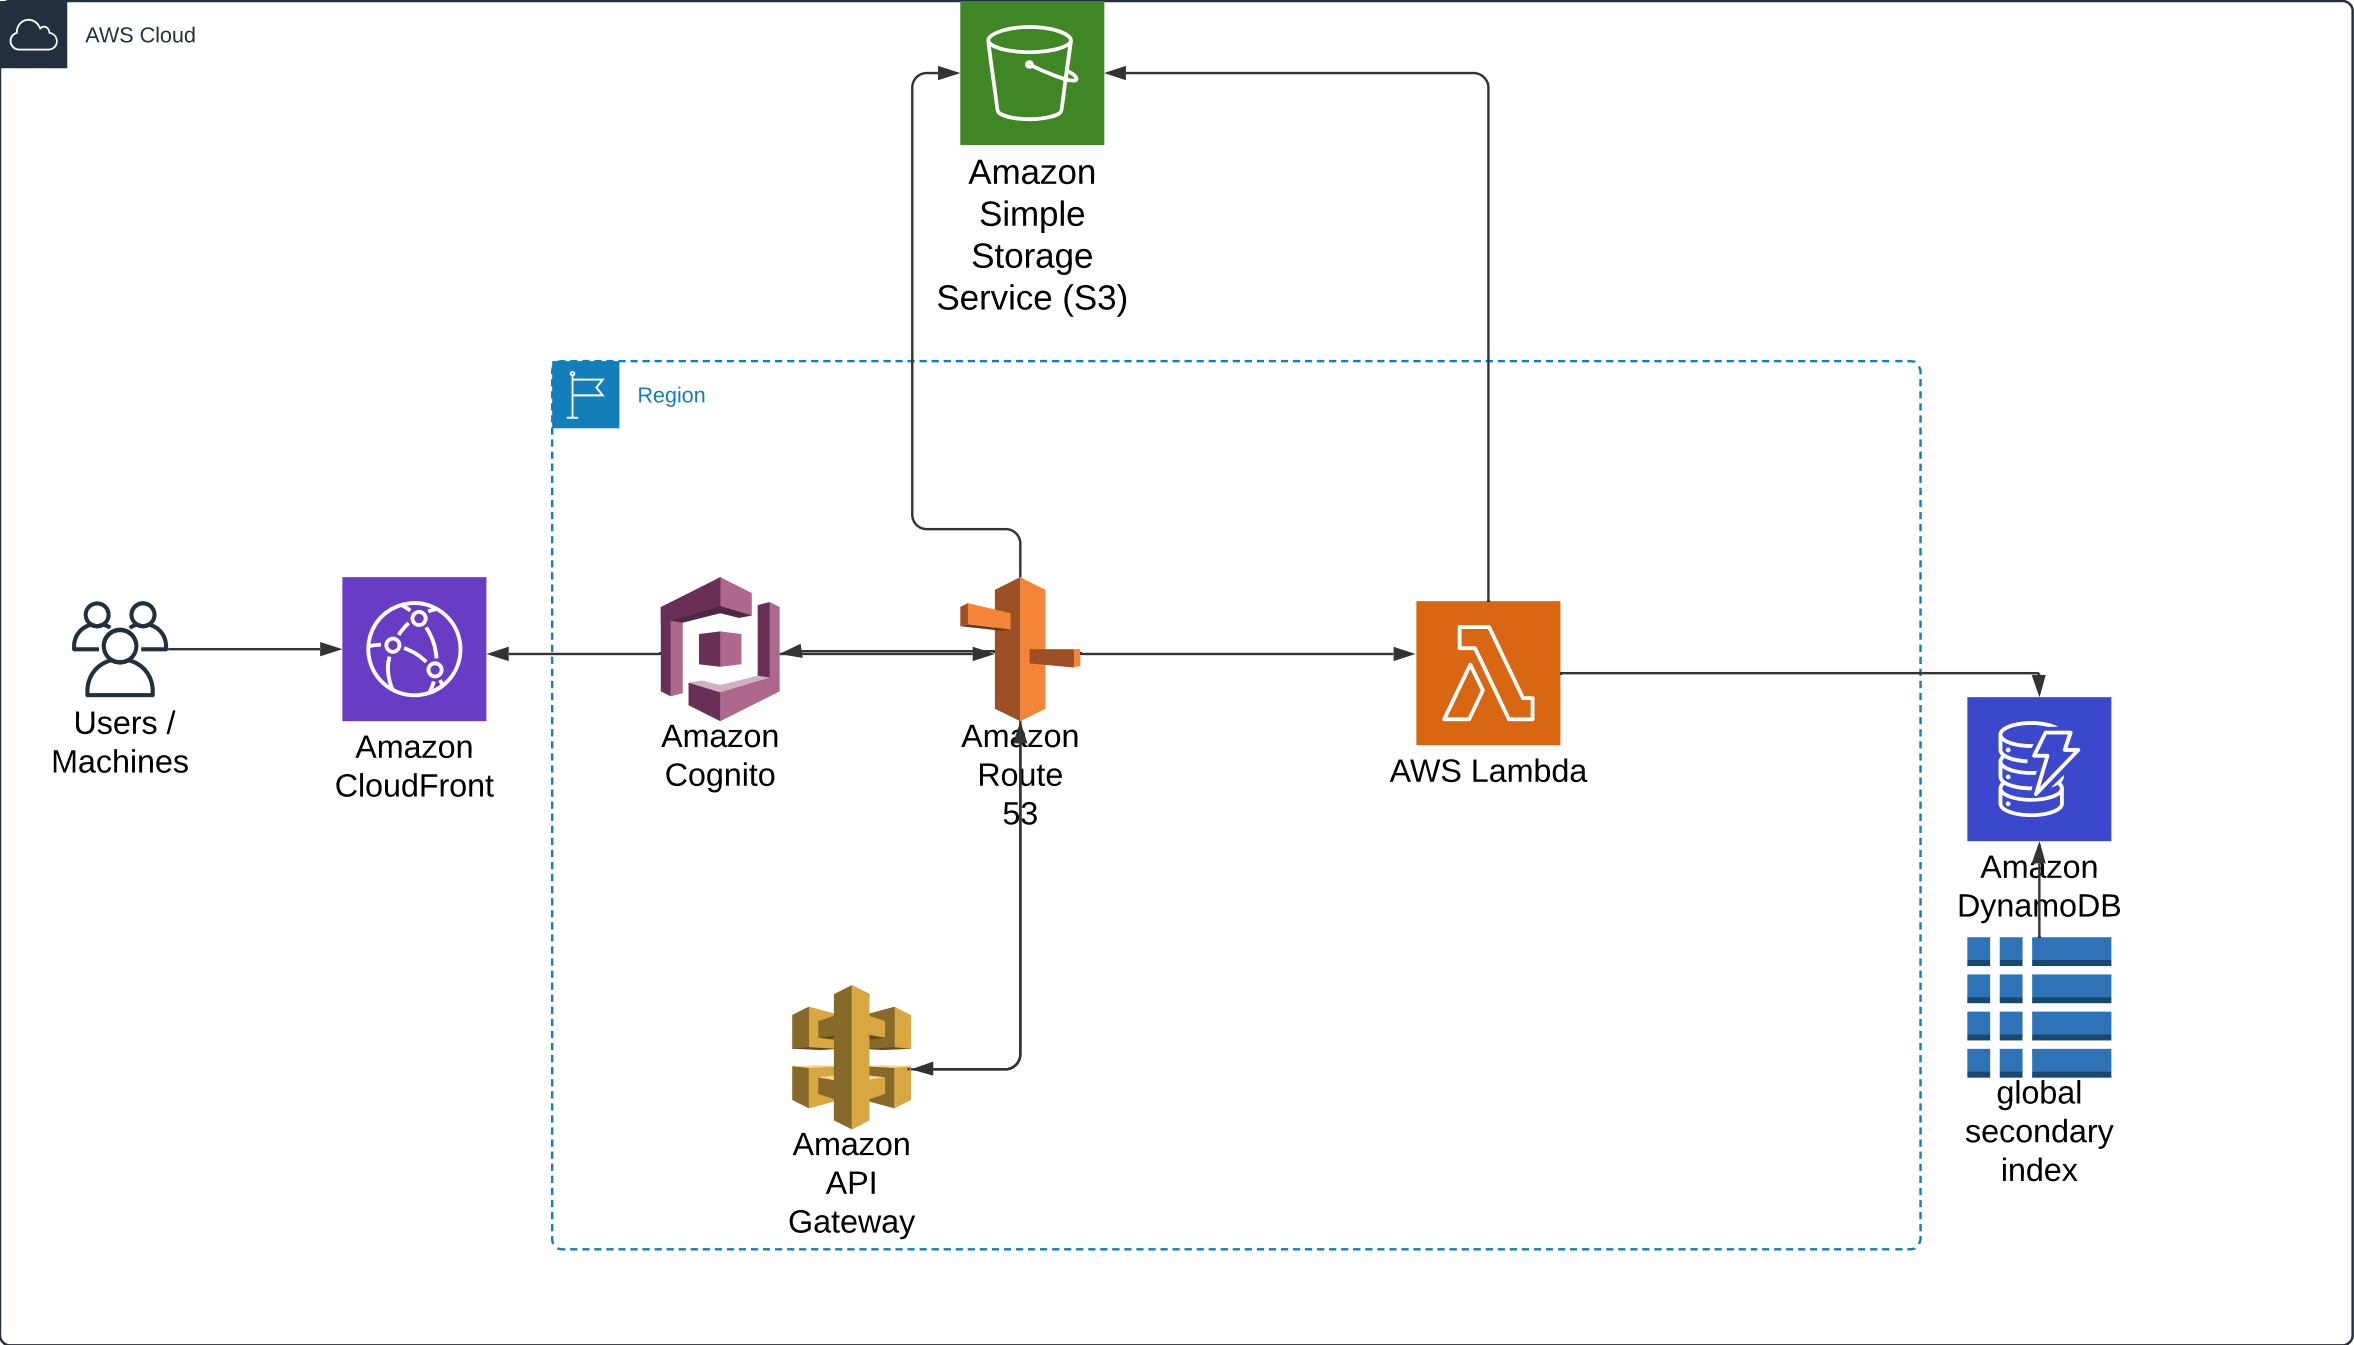 AWS Cloud
Amazon
Simple
Storage
Service (S3)
Region
Users /
Machines
Amazon
CloudFront
Amazon
Cognito
Amazon
Route
53
AWS Lambda
Amazon
DynamoDB
global
secondary
index
Amazon
API
Gateway